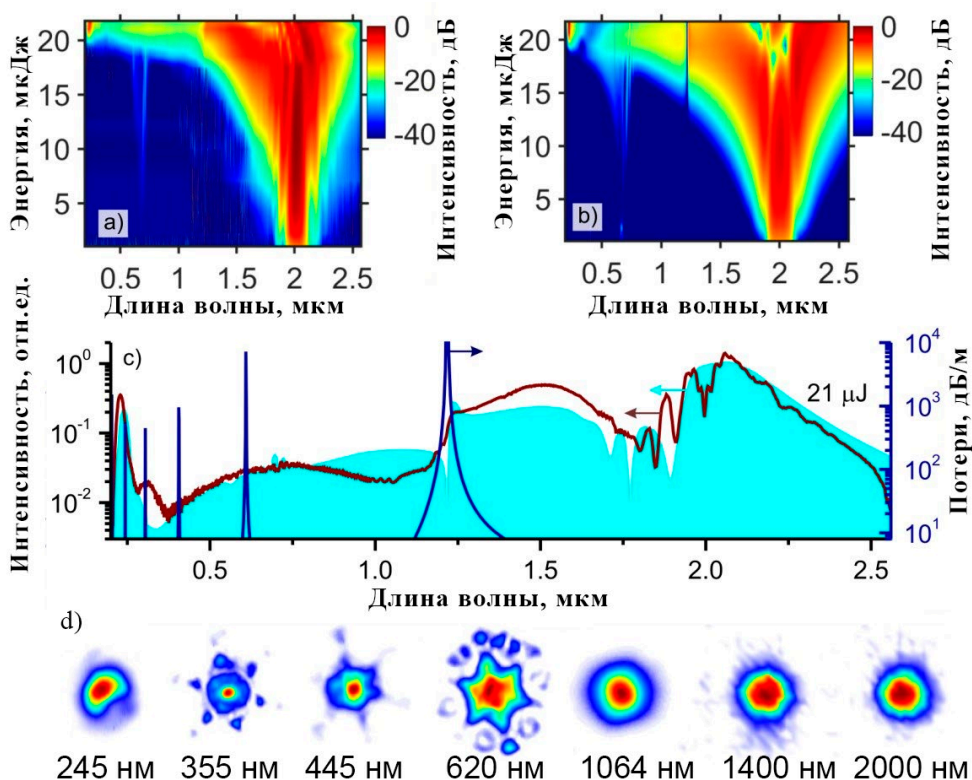 Энергия, мкДж
20
15
10
5
a)
0.5 1 1.5 2 2.5
Длина волны, мкм
0
-20
-40
Интенсивность, дБ
Энергия, мкДж
20
15
10
5
b)
0.5 1 1.5 2 2.5
Длина волны, мкм
0
-20
-40
Интенсивность, дБ
Интенсивность, отн.ед.
10⁰
10⁻¹
10⁻²
c)
21 µJ
10⁴
10³
10²
10¹
Потери, дБ/м
0.5 1.0 1.5 2.0 2.5
Длина волны, мкм
d)
245 нм 355 нм 445 нм 620 нм 1064 нм 1400 нм 2000 нм